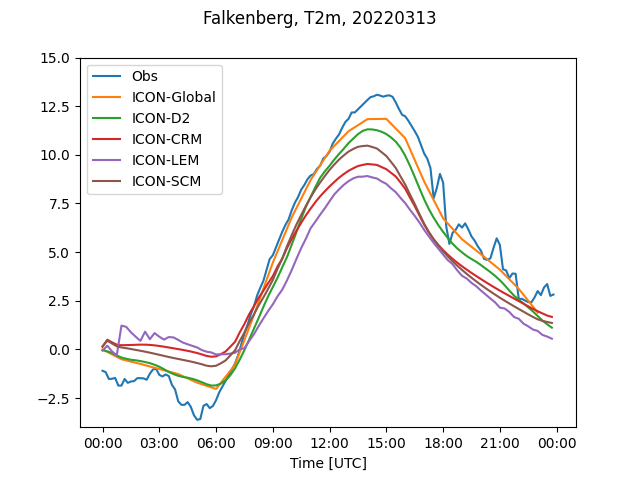 Falkenberg, T2m, 20220313
15.0
12.5
10.0
7.5
5.0
2.5
0.0
−2.5
Obs
ICON-Global
ICON-D2
ICON-CRM
ICON-LEM
ICON-SCM
00:00 03:00 06:00 09:00 12:00 15:00 18:00 21:00 00:00
Time [UTC]